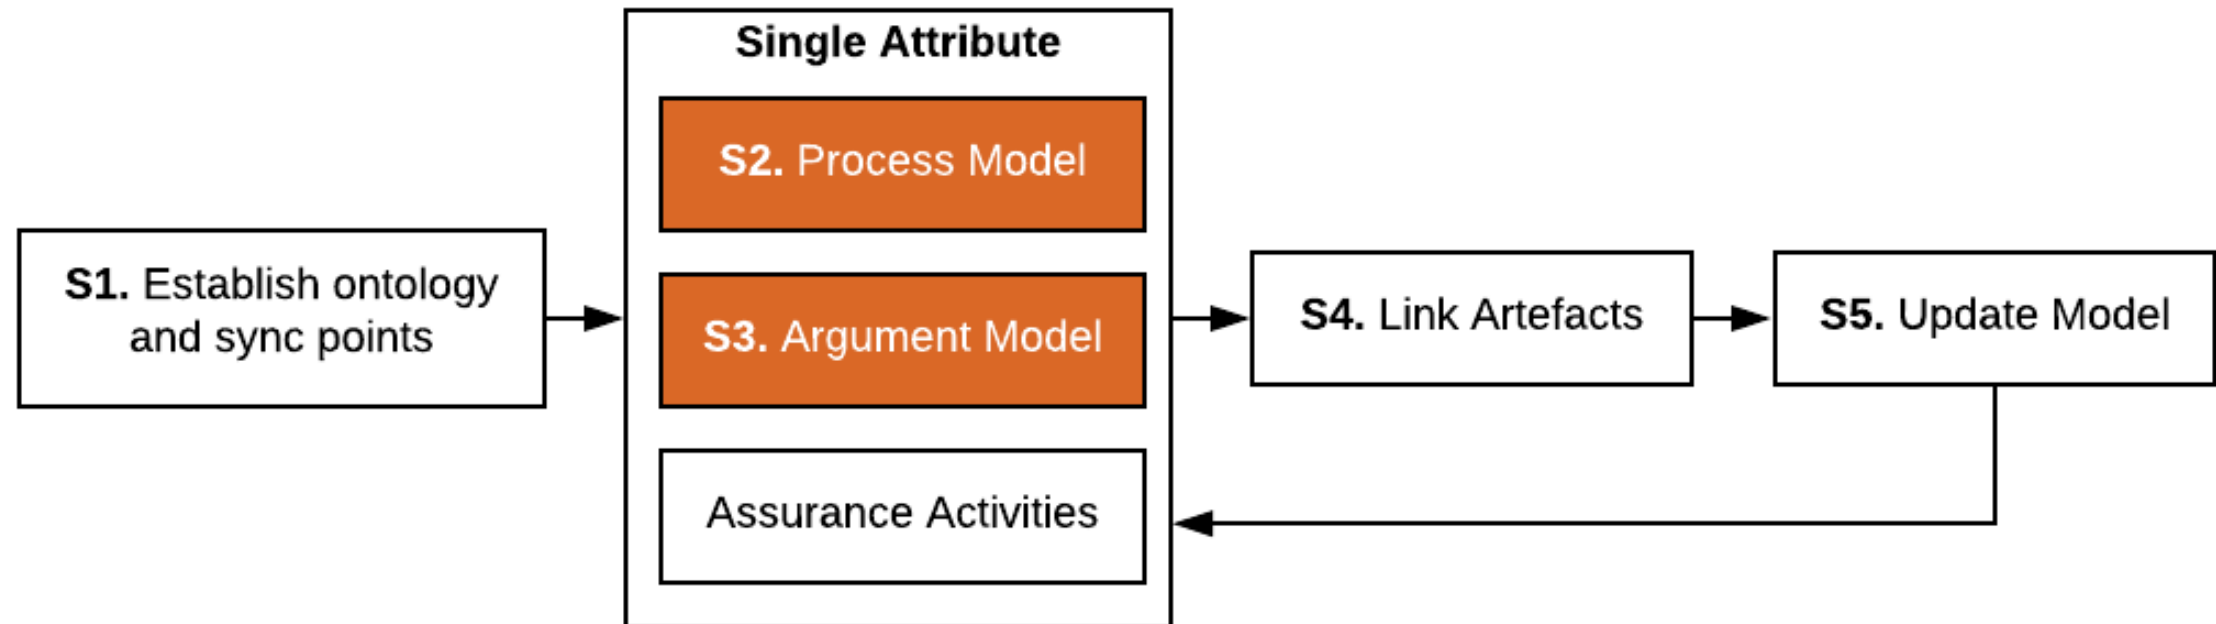 Single Attribute
S2. Process Model
S1. Establish ontology
and sync points
S3. Argument Model
Assurance Activities
S4. Link Artefacts
S5. Update Model